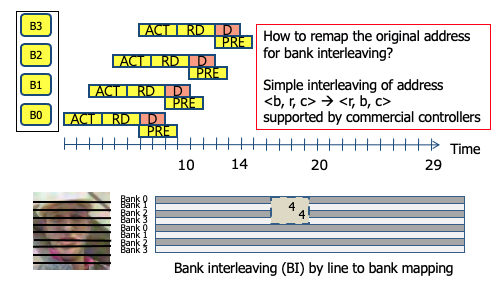 B3
ACT RD D
PRE
B2
ACT RD D
PRE
B1
ACT RD D
PRE
B0
ACT RD D
PRE
How to remap the original address
for bank interleaving?
Simple interleaving of address
<b, r, c> → <r, b, c>
supported by commercial controllers
Time
10 14 20 29
Bank 0
Bank 1
Bank 2
Bank 3
Bank 0
Bank 1
Bank 2
Bank 3
4
4
Bank interleaving (BI) by line to bank mapping